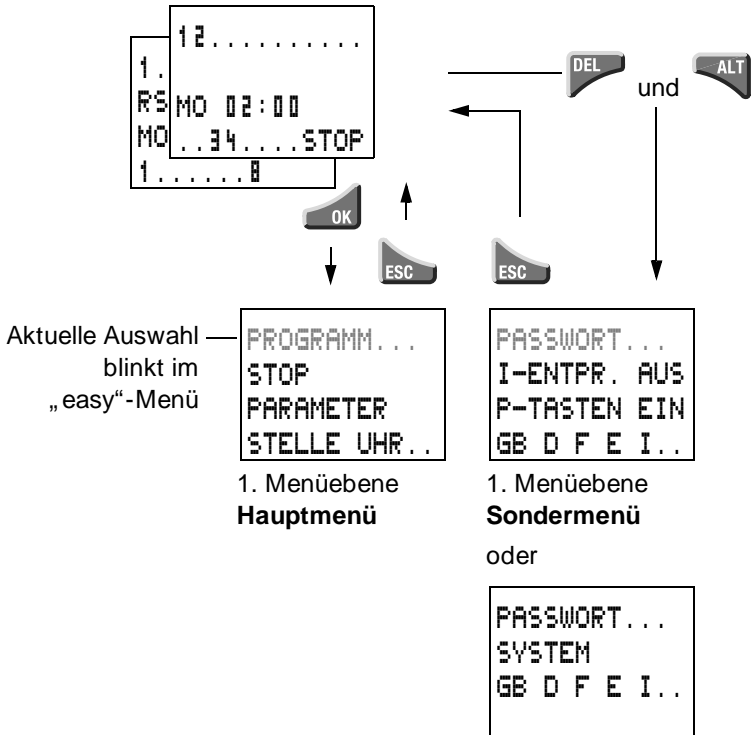 12..........
MO 02:00
..34....STOP
1.
RS
MO
1......8
DEL
und
ALT
OK
ESC
ESC
Aktuelle Auswahl
blinkt im
„easy“-Menü
PROGRAMM...
STOP
PARAMETER
STELLE UHR..
1. Menüebene
Hauptmenü
PASSWORT...
I-ENTPR. AUS
P-TASTEN EIN
GB D F E I..
1. Menüebene
Sondermenü
oder
PASSWORT...
SYSTEM
GB D F E I..